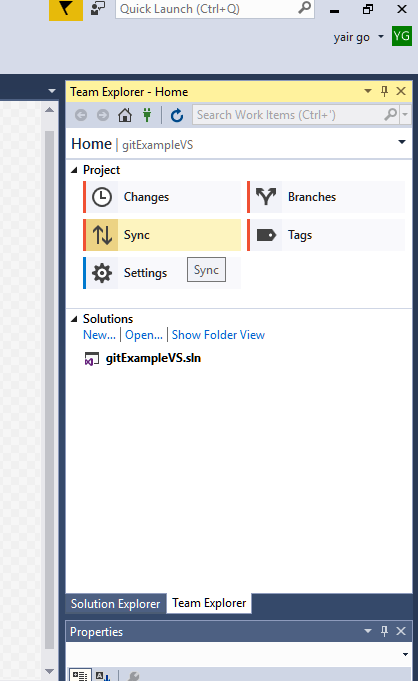 Quick Launch (Ctrl+Q)
yair go YG
Team Explorer - Home
Search Work Items (Ctrl+')
Home | gitExampleVS
Project
Changes Branches
Sync Tags
Settings Sync
Solutions
New... | Open... | Show Folder View
gitExampleVS.sln
Solution Explorer Team Explorer
Properties